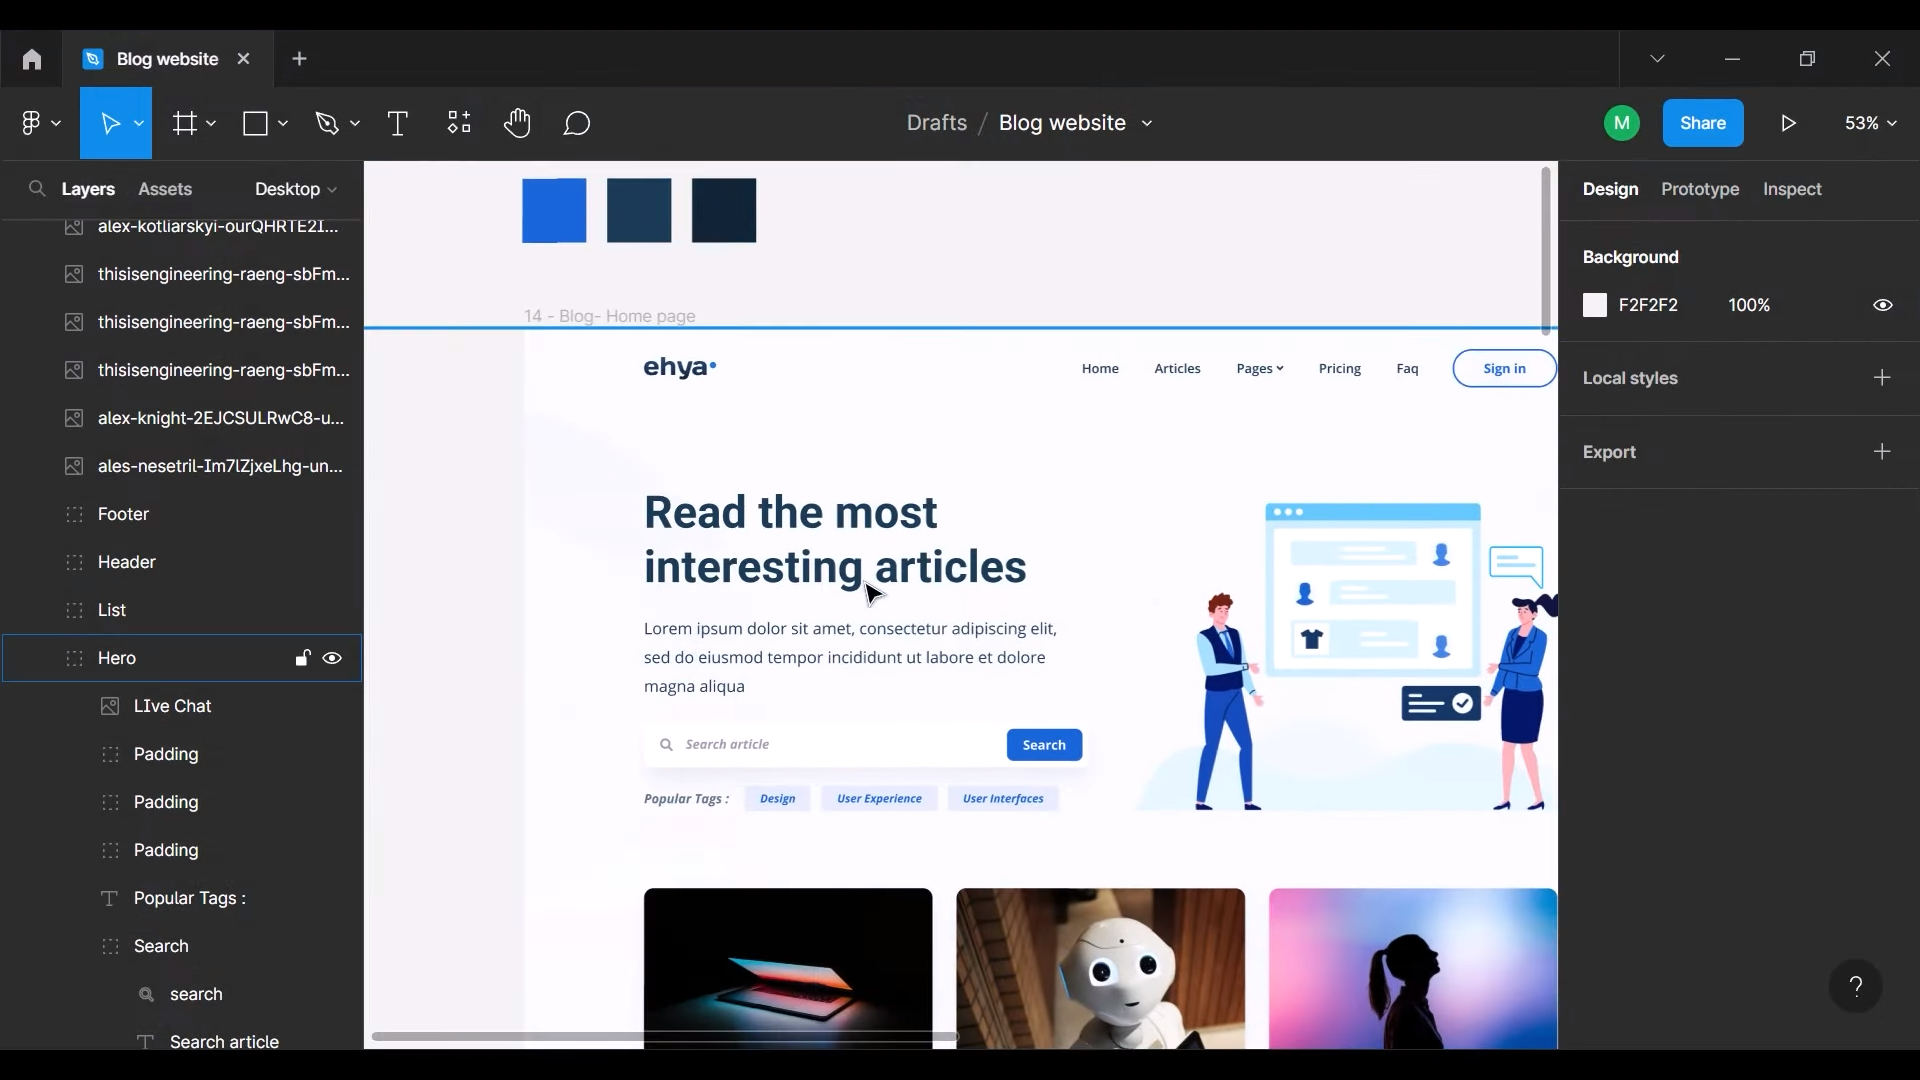 Blog website
Drafts / Blog website
M
Share
53%
Layers Assets Desktop
alex-kotliarskyi-ourQHRTE2I...
thisisengineering-raeng-sbFm...
thisisengineering-raeng-sbFm...
thisisengineering-raeng-sbFm...
alex-knight-2EJCSULRwC8-u...
ales-nesetril-Im7lZjxeLhg-un...
Footer
Header
List
Hero
LIve Chat
Padding
Padding
Padding
Popular Tags :
Search
search
Search article
14 - Blog- Home page
ehya
Home Articles Pages Pricing Faq Sign in
Read the most
interesting articles
Lorem ipsum dolor sit amet, consectetur adipiscing elit,
sed do eiusmod tempor incididunt ut labore et dolore
magna aliqua
Search article Search
Popular Tags : Design User Experience User Interfaces
Design Prototype Inspect
Background
F2F2F2 100%
Local styles
Export
?